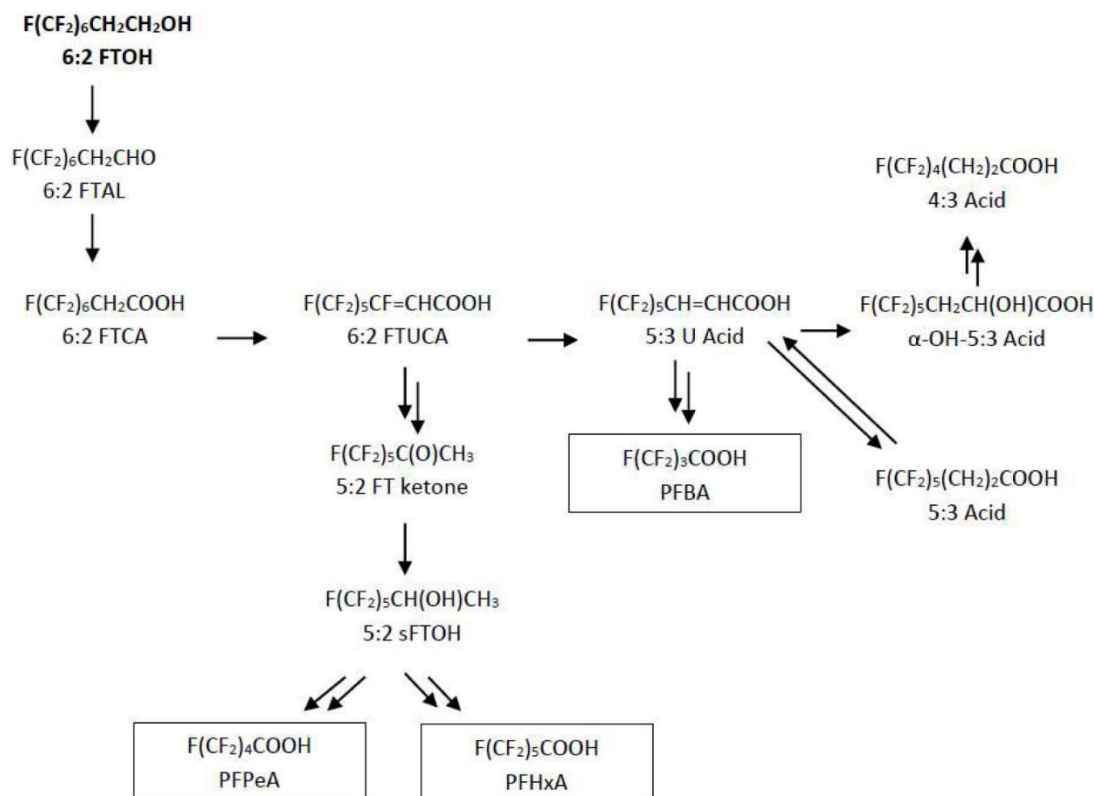 F(CF₂)₆CH₂CH₂OH
6:2 FTOH
F(CF₂)₆CH₂CHO
6:2 FTAL
F(CF₂)₄(CH₂)₂COOH
4:3 Acid
F(CF₂)₆CH₂COOH
6:2 FTCA
F(CF₂)₅CF=CHCOOH
6:2 FTUCA
F(CF₂)₅CH=CHCOOH
5:3 U Acid
F(CF₂)₅CH₂CH(OH)COOH
α-OH-5:3 Acid
F(CF₂)₅C(O)CH₃
5:2 FT ketone
F(CF₂)₃COOH
PFBA
F(CF₂)₅(CH₂)₂COOH
5:3 Acid
F(CF₂)₅CH(OH)CH₃
5:2 sFTOH
F(CF₂)₄COOH
PFPeA
F(CF₂)₅COOH
PFHxA